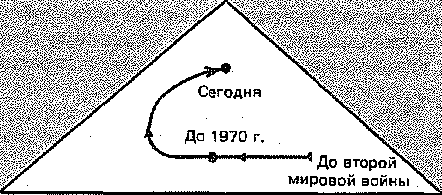 Сегодня
До 1970 г.
До второй
мировой войны